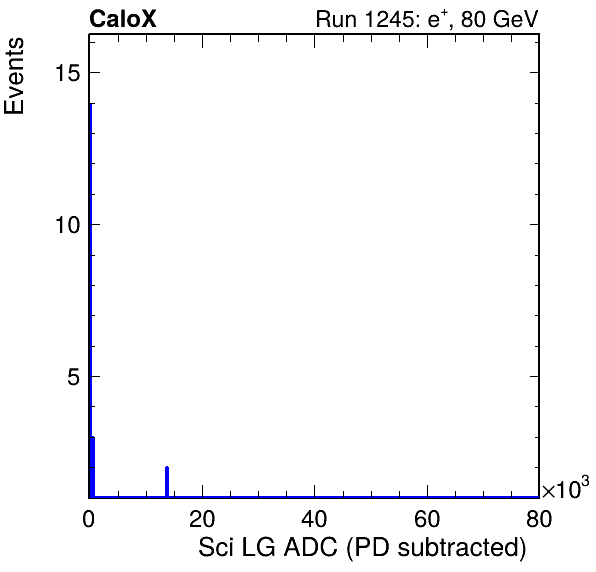 CaloX Run 1245: e+, 80 GeV
Events
15
10
5
0 20 40 60 80
×103
Sci LG ADC (PD subtracted)